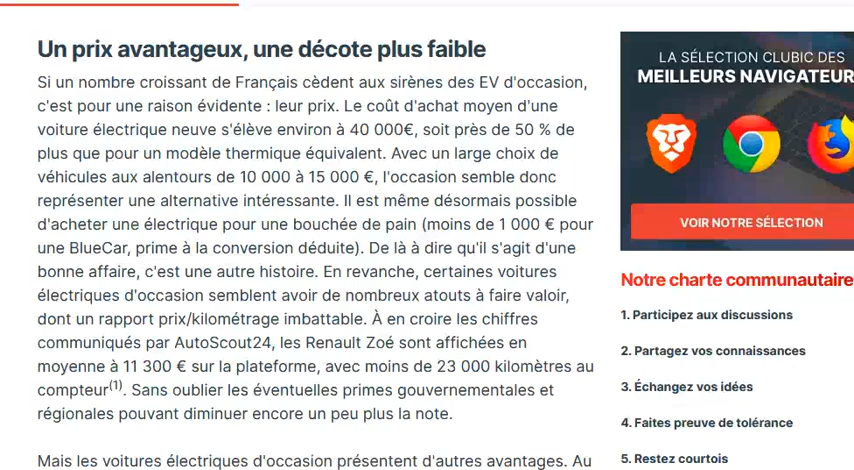 Un prix avantageux, une décote plus faible
Si un nombre croissant de Français cèdent aux sirènes des EV d'occasion,
c'est pour une raison évidente : leur prix. Le coût d'achat moyen d'une
voiture électrique neuve s'élève environ à 40 000€, soit près de 50 % de
plus que pour un modèle thermique équivalent. Avec un large choix de
véhicules aux alentours de 10 000 à 15 000 €, l'occasion semble donc
représenter une alternative intéressante. Il est même désormais possible
d'acheter une électrique pour une bouchée de pain (moins de 1 000 € pour
une BlueCar, prime à la conversion déduite). De là à dire qu'il s'agit d'une
bonne affaire, c'est une autre histoire. En revanche, certaines voitures
électriques d'occasion semblent avoir de nombreux atouts à faire valoir,
dont un rapport prix/kilométrage imbattable. À en croire les chiffres
communiqués par AutoScout24, les Renault Zoé sont affichées en
moyenne à 11 300 € sur la plateforme, avec moins de 23 000 kilomètres au
compteur(1). Sans oublier les éventuelles primes gouvernementales et
régionales pouvant diminuer encore un peu plus la note.
Mais les voitures électriques d'occasion présentent d'autres avantages. Au
LA SÉLECTION CLUBIC DES
MEILLEURS NAVIGATEUR
VOIR NOTRE SÉLECTION
Notre charte communautaire
1. Participez aux discussions
2. Partagez vos connaissances
3. Échangez vos idées
4. Faites preuve de tolérance
5. Restez courtois